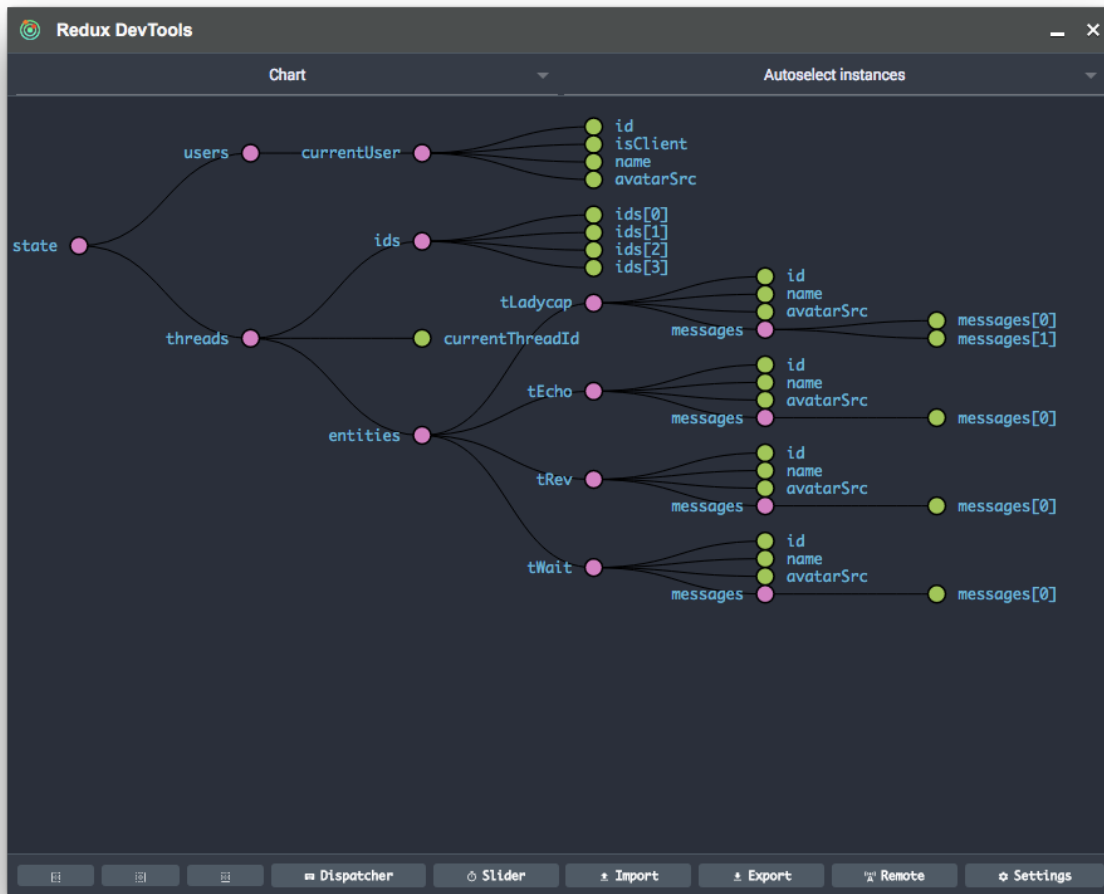 Redux DevTools
Chart
Autoselect instances
id
isClient
users
currentUser
name
avatarSrc
ids[0]
ids[1]
ids
state
ids[2]
ids[3]
id
tLadycap
name
avatarSrc
messages
messages[0]
threads
currentThreadId
messages[1]
id
name
tEcho
avatarSrc
messages
messages[0]
entities
id
name
tRev
avatarSrc
messages
messages[0]
id
name
tWait
avatarSrc
messages
messages[0]
Dispatcher
Slider
Import
Export
Remote
Settings